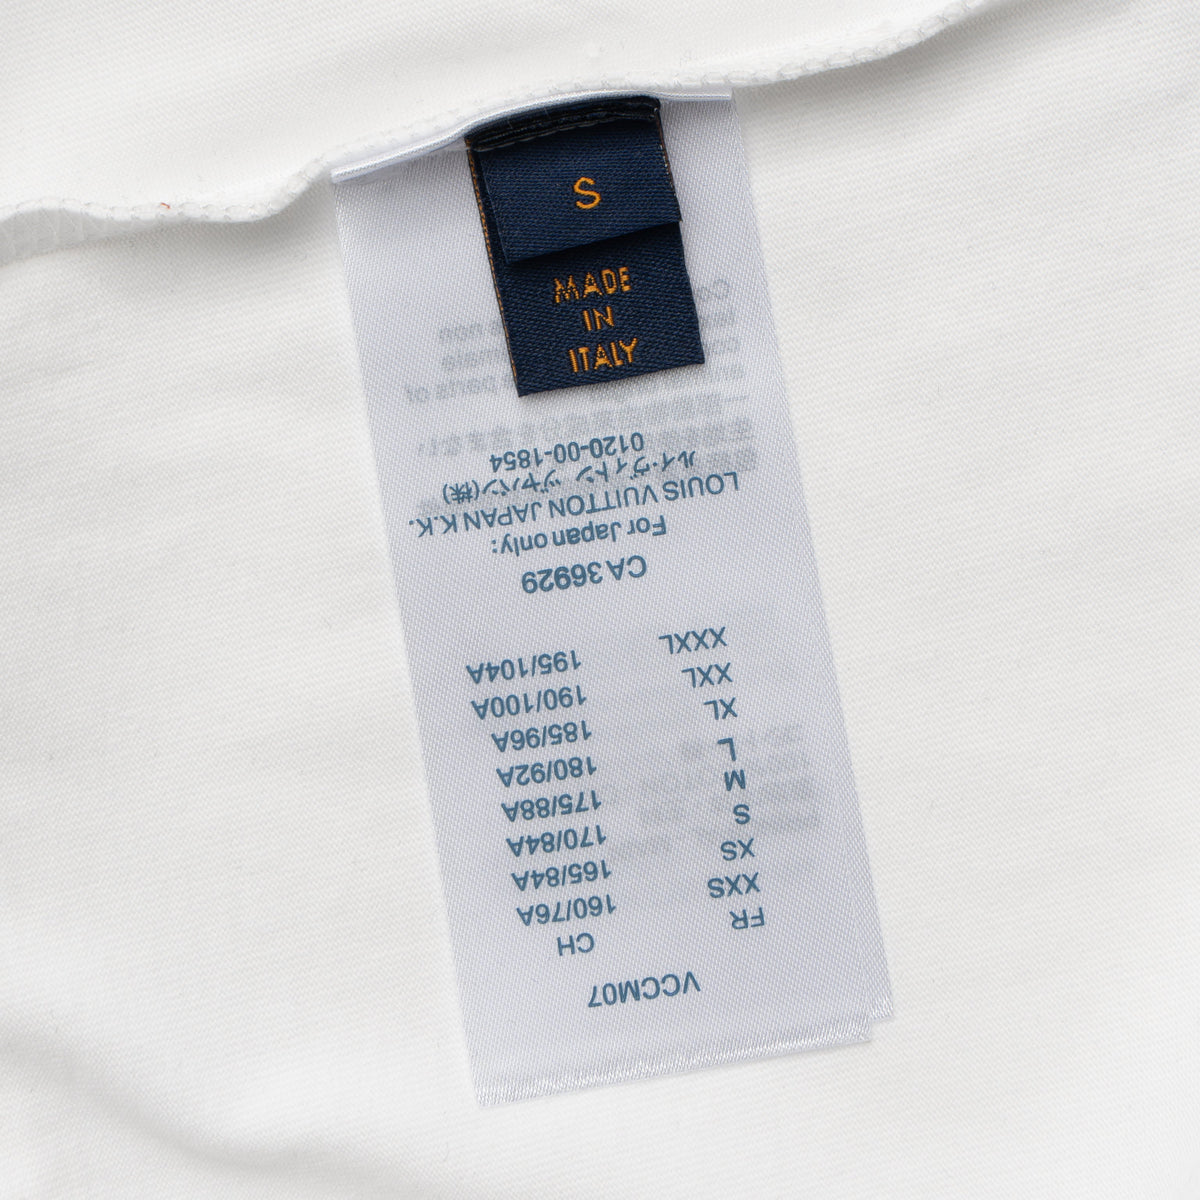 S
MADE
IN
ITALY
VCCM07
FR CH
XXS 160/76A
XS 165/84A
S 170/84A
M 175/88A
L 180/92A
XL 185/96A
XXL 190/100A
XXXL 195/104A
CA 36929
For Japan only:
LOUIS VUITTON JAPAN K.K.
ルイ・ヴィトン ジャパン(株)
0120-00-1854